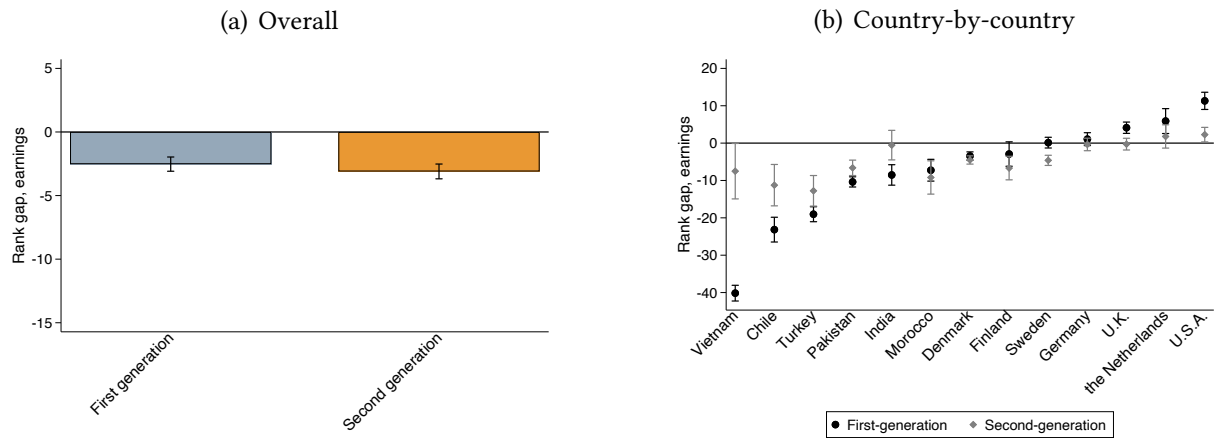 (a) Overall
Rank gap, earnings
5
0
-5
-10
-15
First generation
Second generation
(b) Country-by-country
Rank gap, earnings
20
10
0
-10
-20
-30
-40
Vietnam
Chile
Turkey
Pakistan
India
Morocco
Denmark
Finland
Sweden
Germany
U.K.
the Netherlands
U.S.A.
First-generation Second-generation